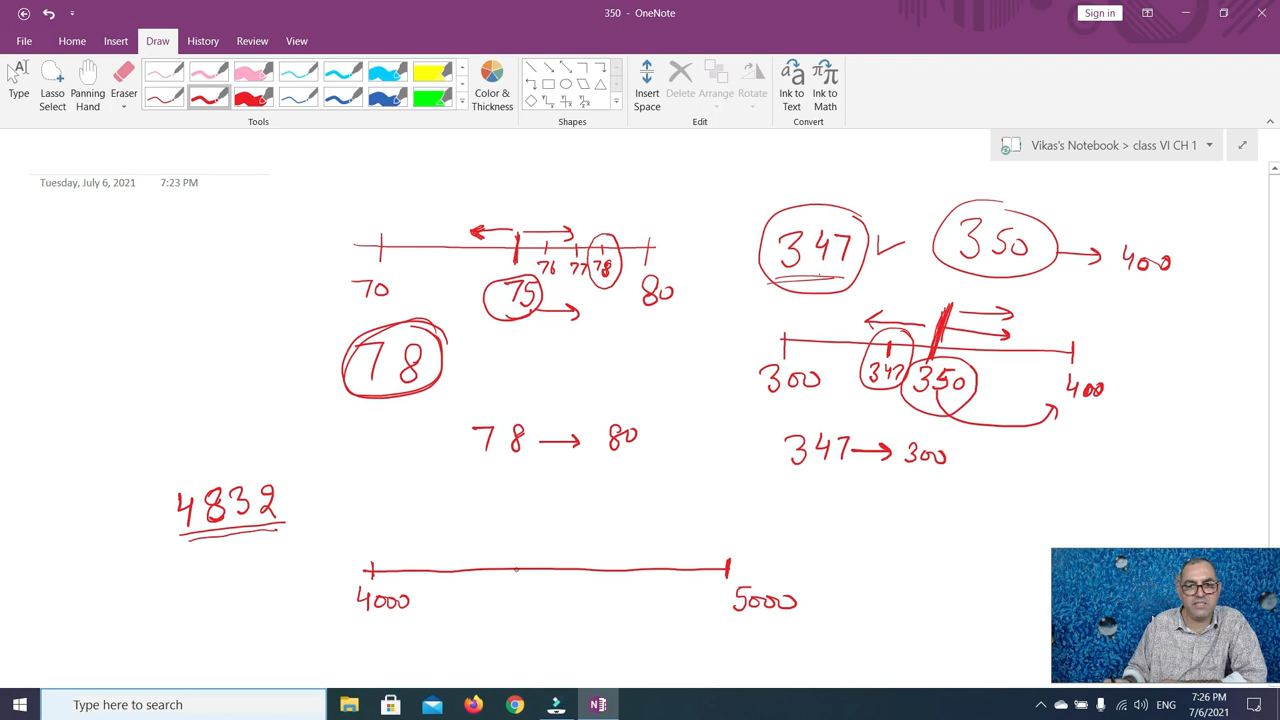 350 - OneNote
Sign in
File Home Insert Draw History Review View
Type
Lasso Select
Panning Hand
Eraser
Color & Thickness
Insert Space
Delete
Arrange
Rotate
Ink to Text
Ink to Math
Tools
Shapes
Edit
Convert
Vikas's Notebook > class VI CH 1
Tuesday, July 6, 2021 7:23 PM
70 75 76 77 78 80
78
78 → 80
347 ✓ 350 → 400
300 347 350 400
347 → 300
4832
4000 5000
Type here to search
ENG
7:26 PM
7/6/2021